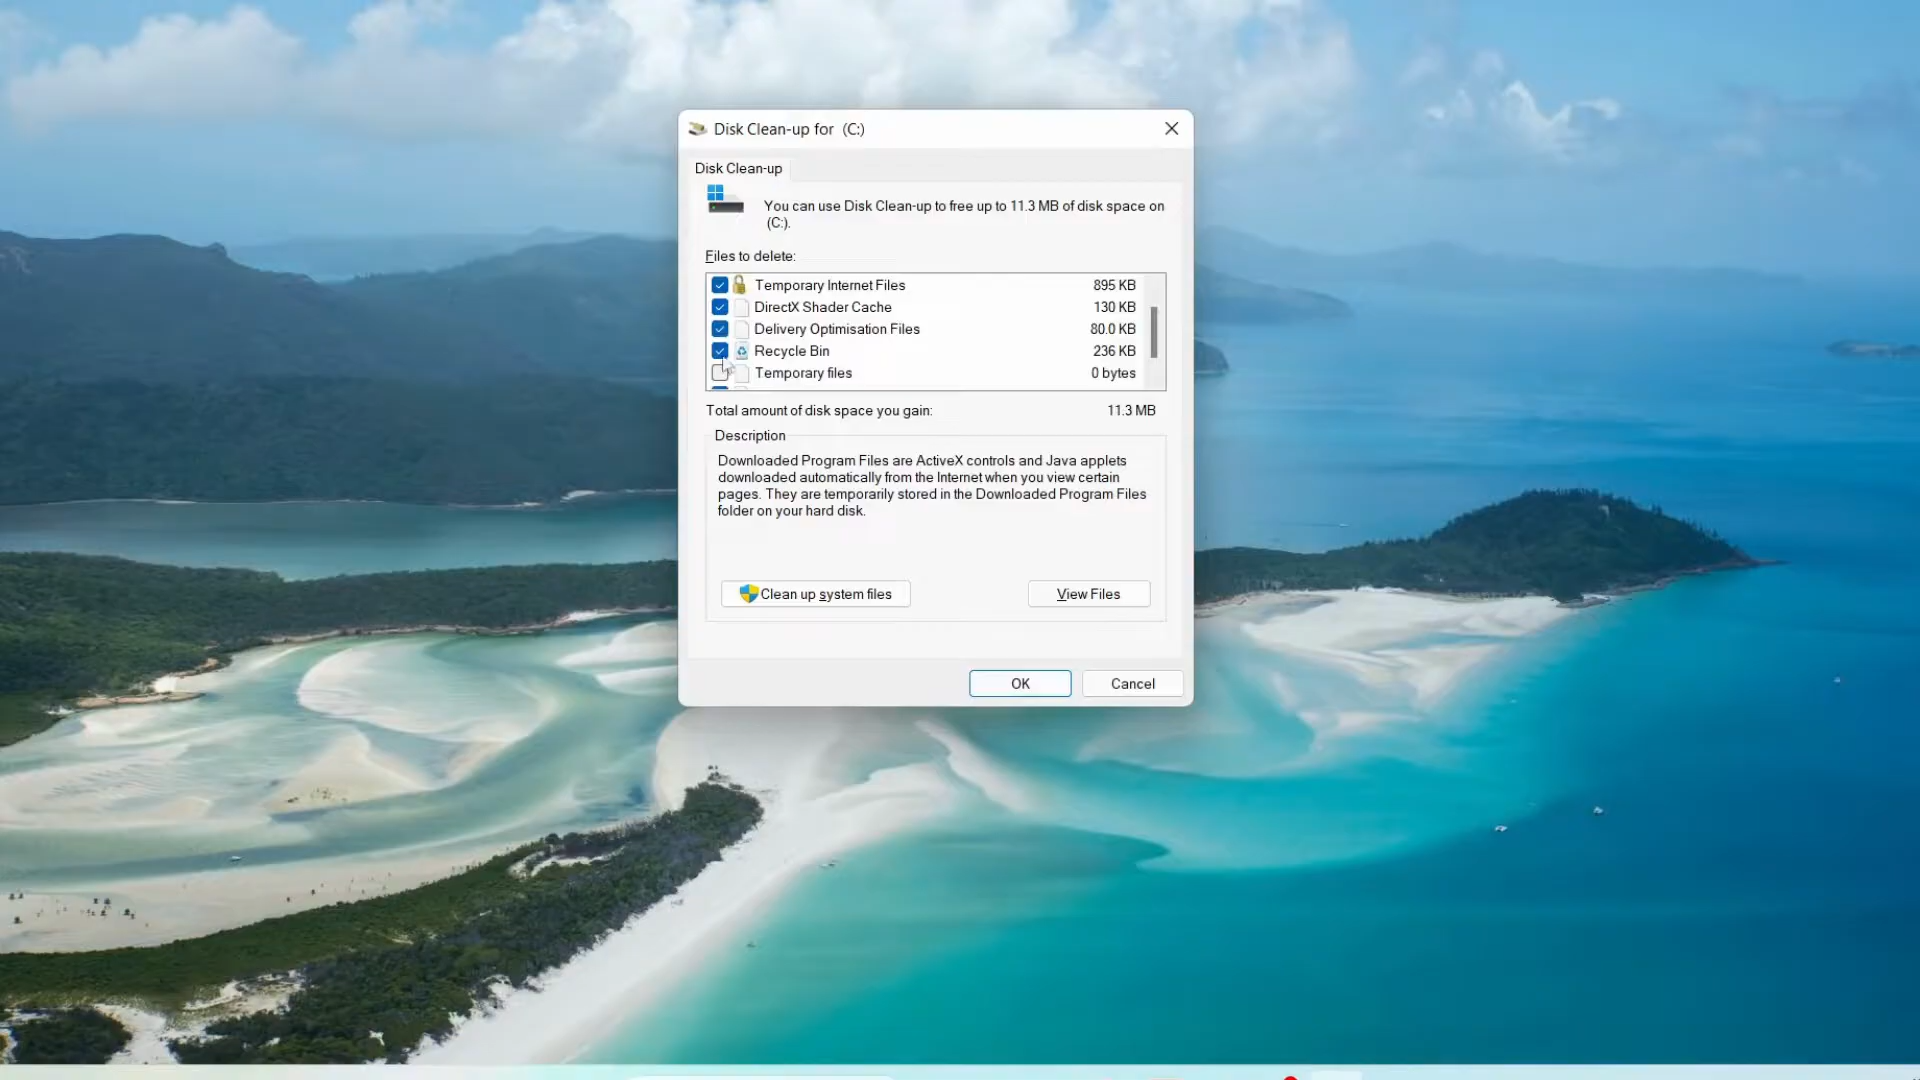 Disk Clean-up for (C:)
Disk Clean-up
You can use Disk Clean-up to free up to 11.3 MB of disk space on
(C:).
Files to delete:
Temporary Internet Files 895 KB
DirectX Shader Cache 130 KB
Delivery Optimisation Files 80.0 KB
Recycle Bin 236 KB
Temporary files 0 bytes
Total amount of disk space you gain: 11.3 MB
Description
Downloaded Program Files are ActiveX controls and Java applets
downloaded automatically from the Internet when you view certain
pages. They are temporarily stored in the Downloaded Program Files
folder on your hard disk.
Clean up system files View Files
OK Cancel